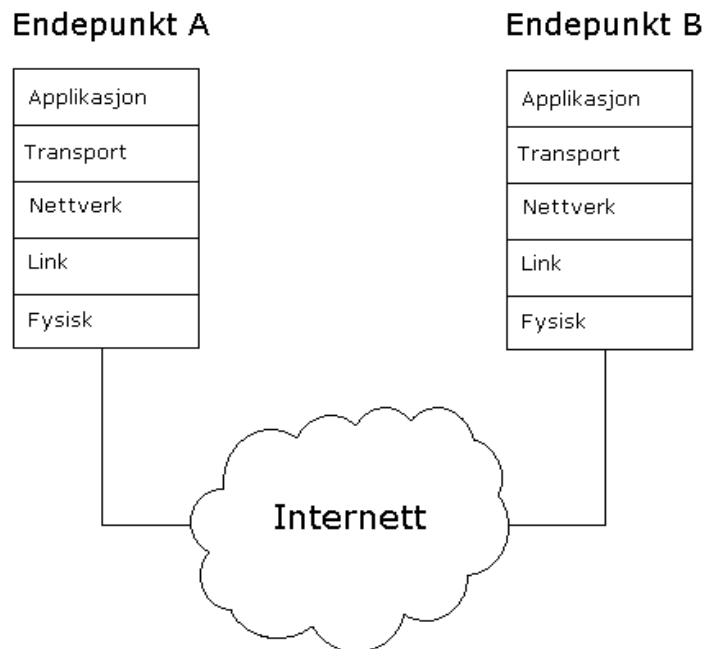 Endepunkt A
Applikasjon
Transport
Nettverk
Link
Fysisk
Endepunkt B
Applikasjon
Transport
Nettverk
Link
Fysisk
Internett